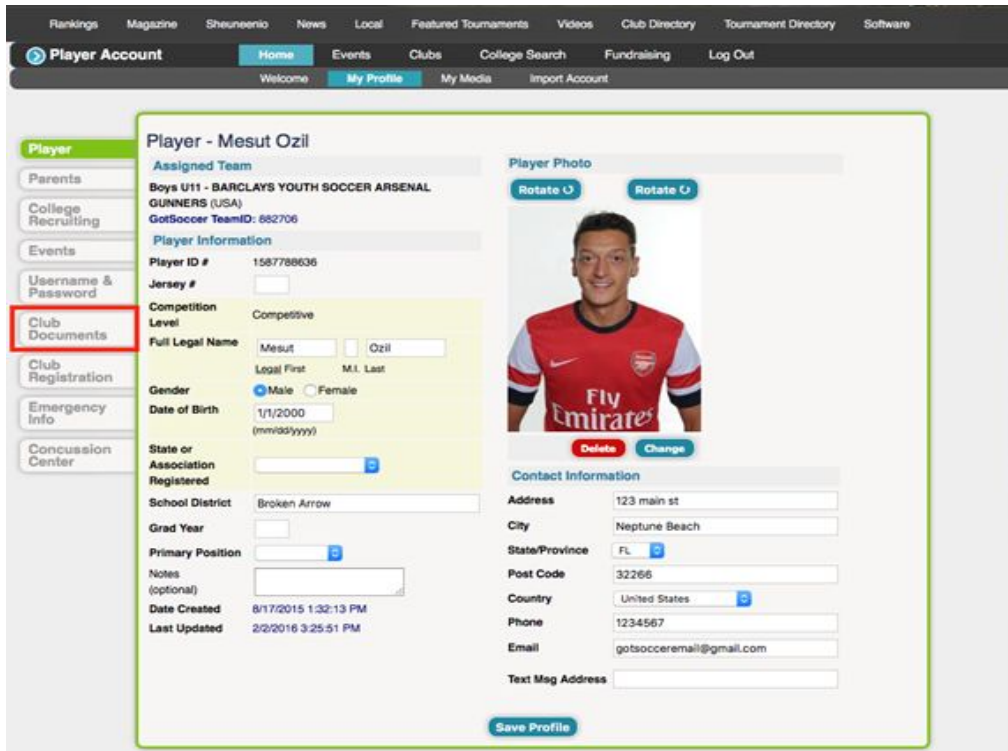 Rankings Magazine Sheuneenio News Local Featured Tournaments Videos Club Directory Tournament Directory Software
Player Account Home Events Clubs College Search Fundraising Log Out
Welcome My Profile My Media Import Account
Player
Parents
College
Recruiting
Events
Username &
Password
Club
Documents
Club
Registration
Emergency
Info
Concussion
Center
Player - Mesut Ozil
Assigned Team
Boys U11 - BARCLAYS YOUTH SOCCER ARSENAL
GUNNERS (USA)
GotSoccer TeamID: 882706
Player Information
Player ID # 1587788636
Jersey #
Competition
Level Competitive
Full Legal Name Mesut Ozil
Legal First M.I. Last
Gender Male Female
Date of Birth 1/1/2000
(mm/dd/yyyy)
State or
Association
Registered
School District Broken Arrow
Grad Year
Primary Position
Notes
(optional)
Date Created 8/17/2015 1:32:13 PM
Last Updated 2/2/2016 3:25:51 PM
Player Photo
Rotate Rotate
Arsenal
Fly
Emirates
Delete Change
Contact Information
Address 123 main st
City Neptune Beach
State/Province FL
Post Code 32266
Country United States
Phone 1234567
Email gotsocceremail@gmail.com
Text Msg Address
Save Profile